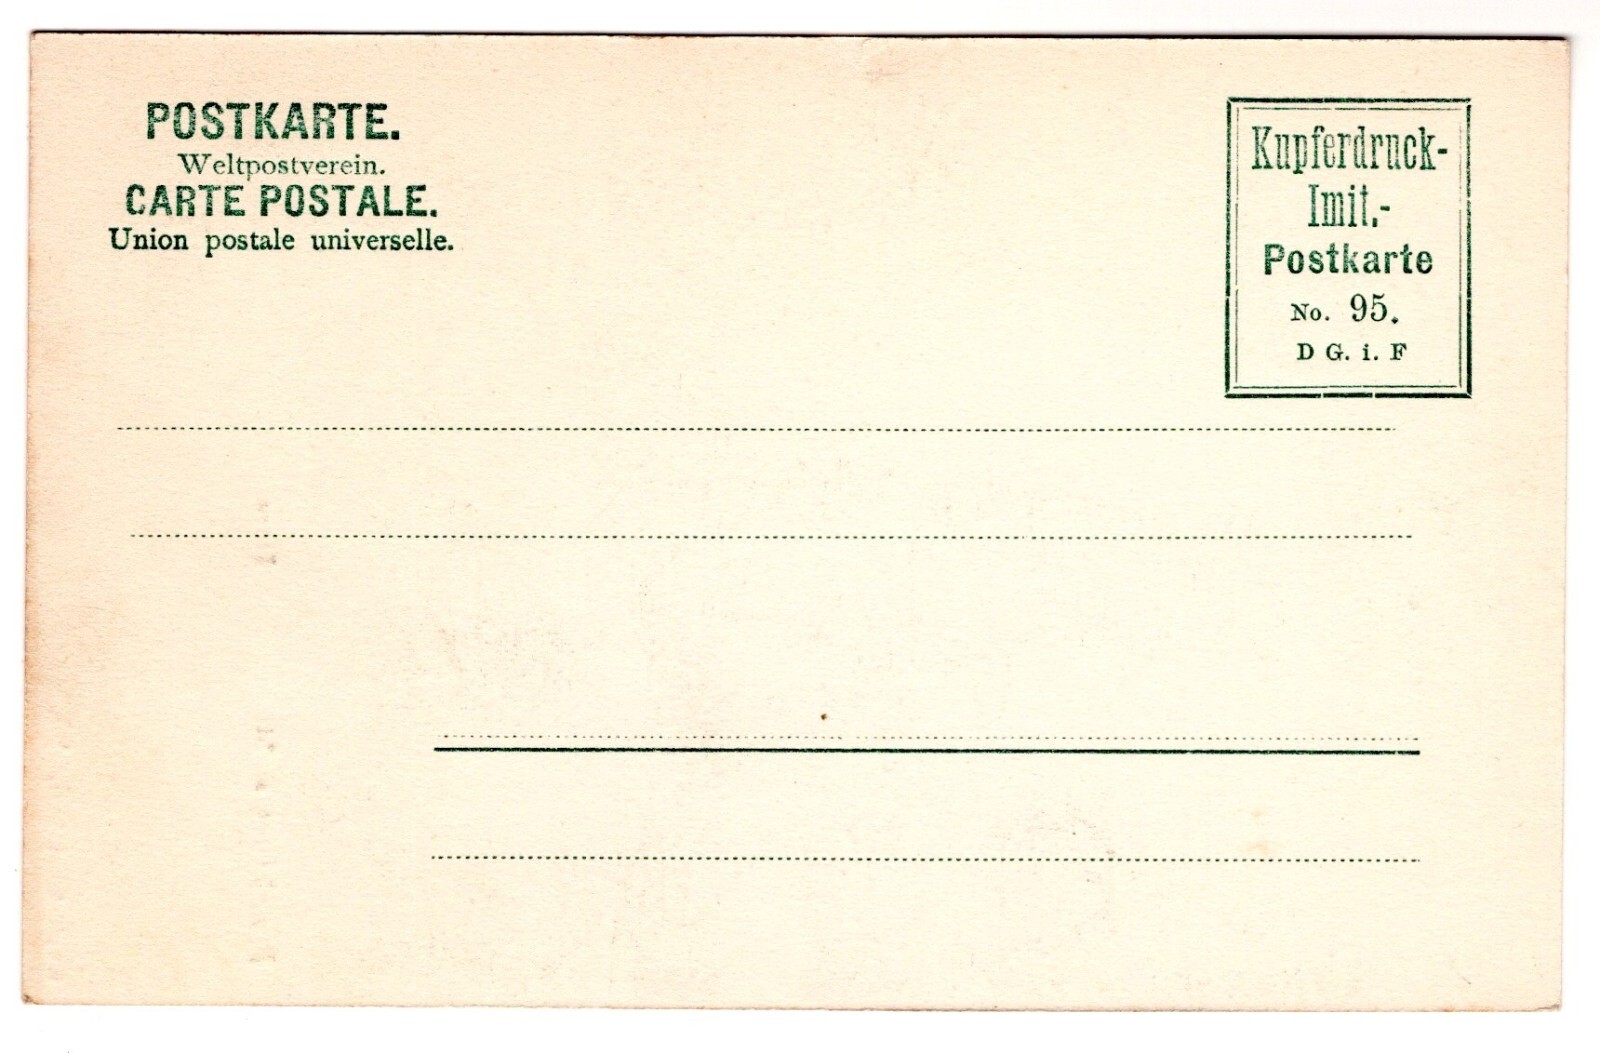 POSTKARTE.
Weltpostverein.
CARTE POSTALE.
Union postale universelle.
Kupferdruck-
Imit.-
Postkarte
No. 95.
D G. i. F